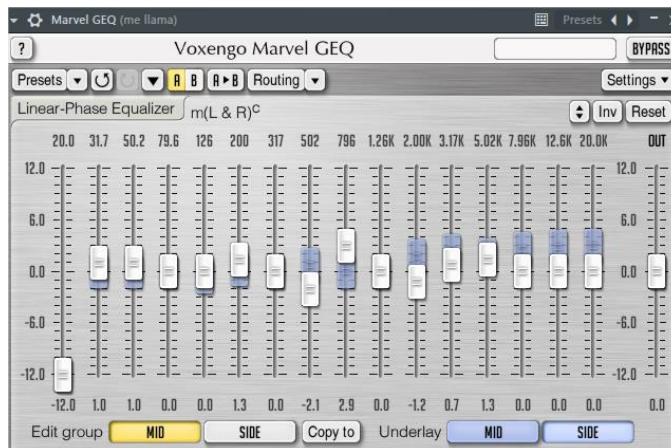 Marvel GEQ (me llama) Presets
? Voxengo Marvel GEQ BYPASS
Presets A B A▸B Routing Settings
Linear-Phase Equalizer m(L & R)ᶜ Inv Reset
20.0 31.7 50.2 79.6 126 200 317 502 796 1.26K 2.00K 3.17K 5.02K 7.96K 12.6K 20.0K OUT
12.0 12.0
6.0 6.0
0.0 0.0
-6.0 -6.0
-12.0 -12.0
-12.0 1.0 1.0 0.0 0.0 1.3 0.0 -2.1 2.9 0.0 -1.2 0.7 1.3 0.0 0.0 0.0 0.0
Edit group MID SIDE Copy to Underlay MID SIDE